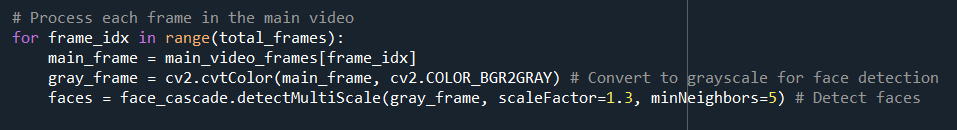 # Process each frame in the main video
for frame_idx in range(total_frames):
    main_frame = main_video_frames[frame_idx]
    gray_frame = cv2.cvtColor(main_frame, cv2.COLOR_BGR2GRAY) # Convert to grayscale for face detection
    faces = face_cascade.detectMultiScale(gray_frame, scaleFactor=1.3, minNeighbors=5) # Detect faces